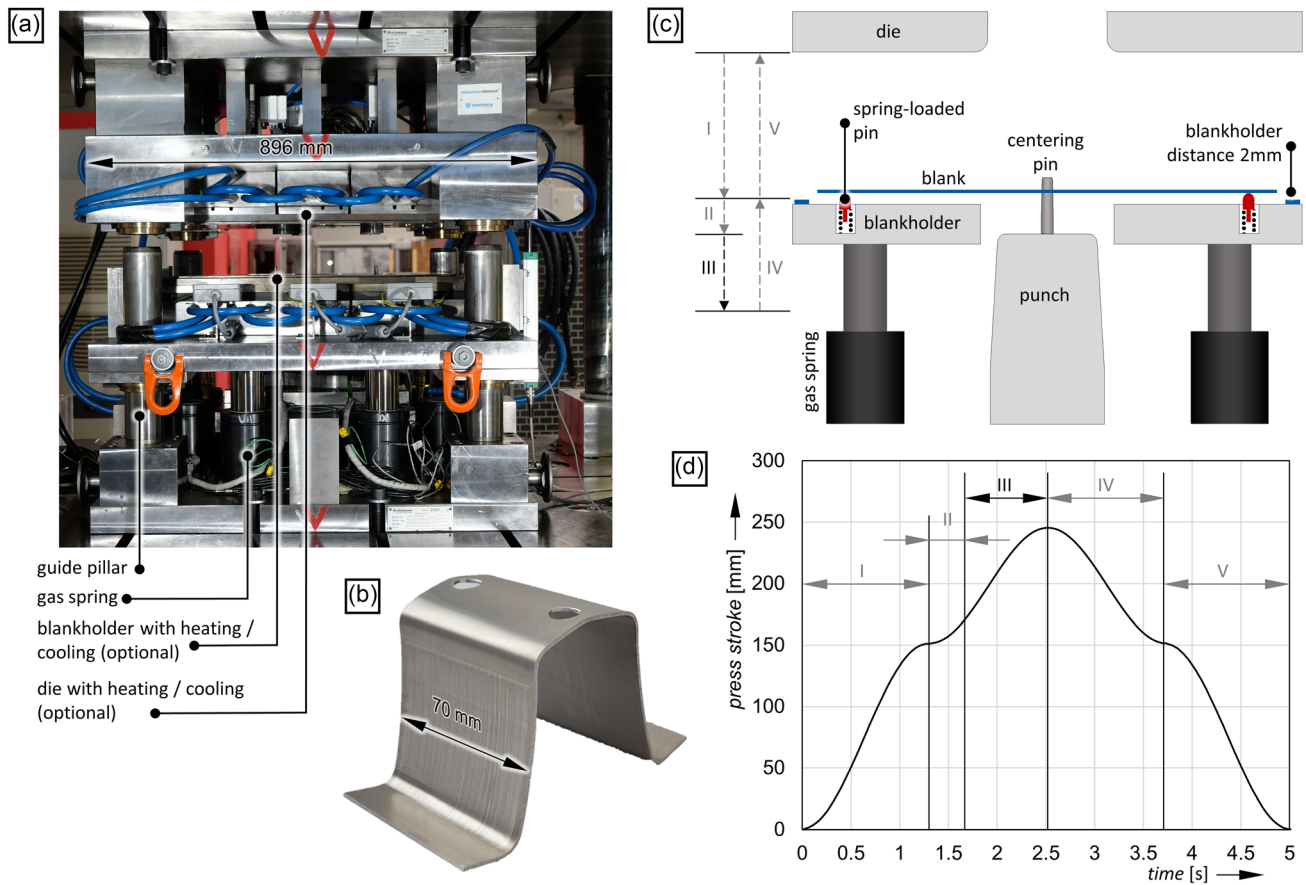 (a)
896 mm
guide pillar
gas spring
blankholder with heating /
cooling (optional)
die with heating / cooling
(optional)
(b)
70 mm
(c)
die
I
V
spring-loaded
pin
centering
pin
blankholder
distance 2mm
blank
II
blankholder
III
IV
punch
gas spring
(d)
press stroke [mm]
300
250
200
150
100
50
0
I
II
III
IV
V
0
0.5
1
1.5
2
2.5
3
3.5
4
4.5
5
time [s]